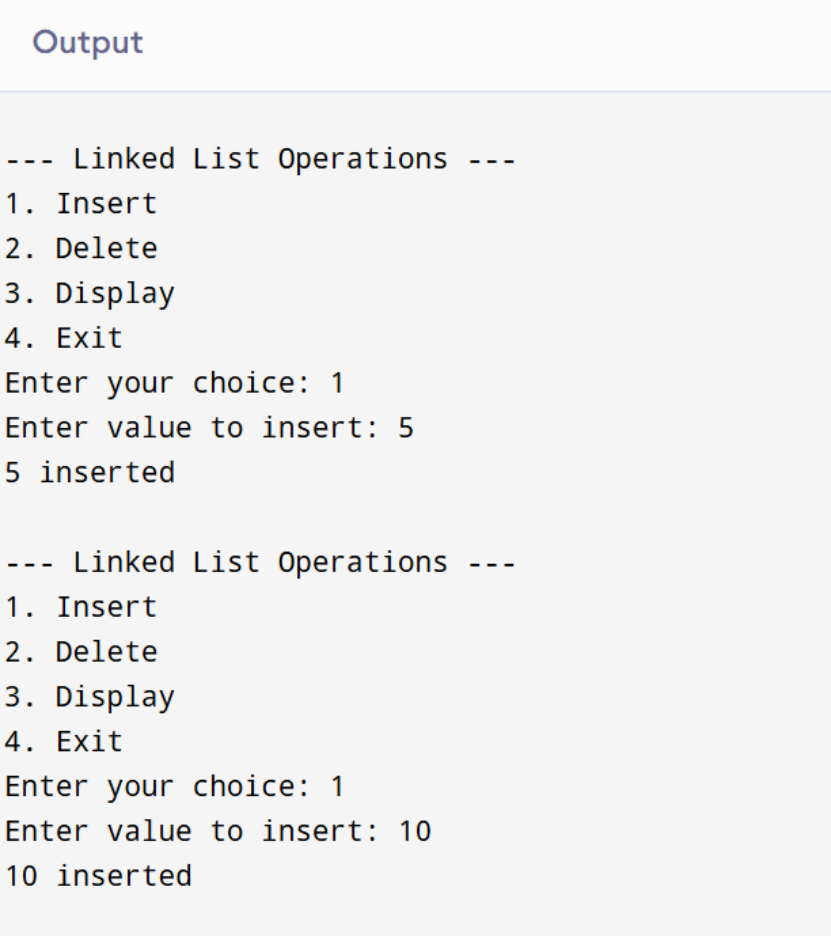 Output
--- Linked List Operations ---
1. Insert
2. Delete
3. Display
4. Exit
Enter your choice: 1
Enter value to insert: 5
5 inserted
--- Linked List Operations ---
1. Insert
2. Delete
3. Display
4. Exit
Enter your choice: 1
Enter value to insert: 10
10 inserted